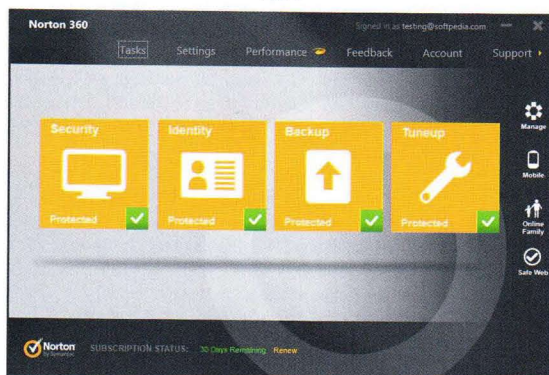 Norton 360
Signed in as testing@softpedia.com
Tasks Settings Performance Feedback Account Support
Security Identity Backup Tuneup
Protected Protected Protected Protected
Manage
Mobile
Online
Family
Safe Web
Norton
by Symantec
SUBSCRIPTION STATUS: 30 Days Remaining Renew